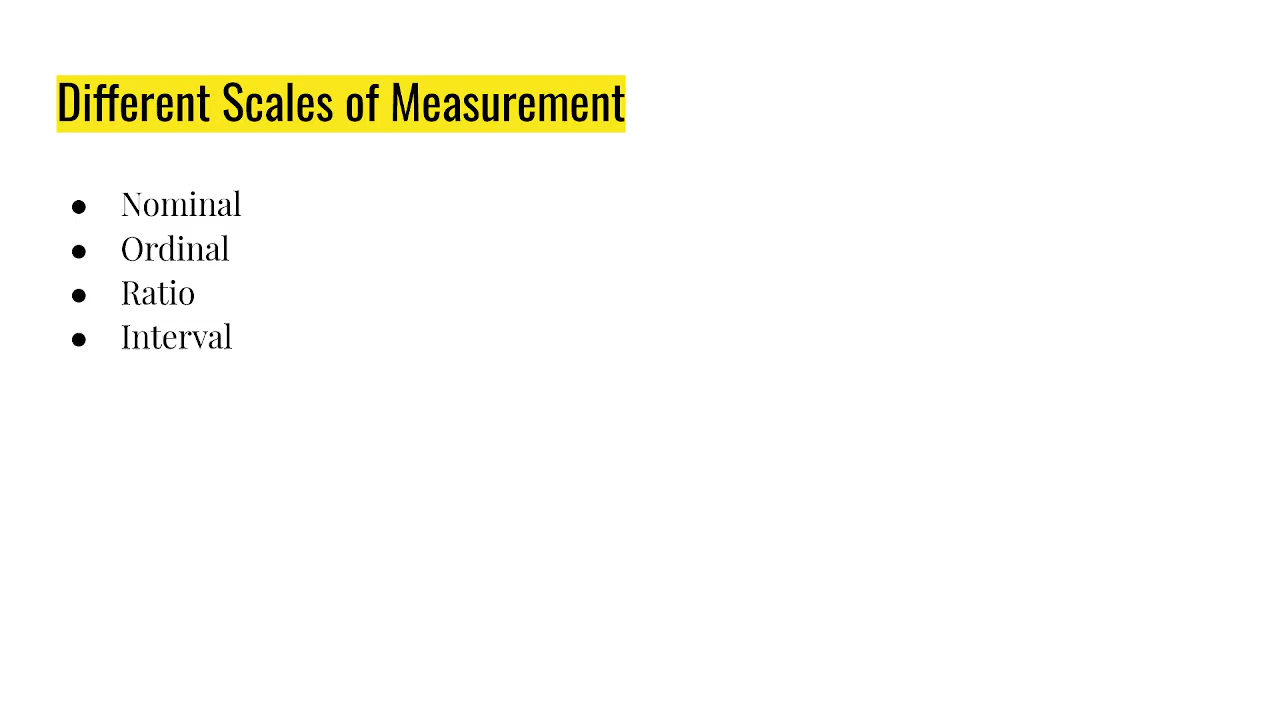 Different Scales of Measurement
● Nominal
● Ordinal
● Ratio
● Interval